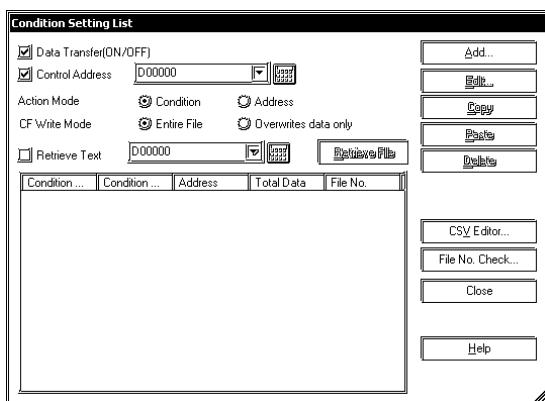 Condition Setting List
Data Transfer(ON/OFF)
Control Address D00000
Action Mode Condition Address
CF Write Mode Entire File Overwrites data only
Retrieve Text D00000 Retrieve File
Condition ... Condition ... Address Total Data File No.
Add...
Edit...
Copy
Paste
Delete
CSV Editor...
File No. Check...
Close
Help